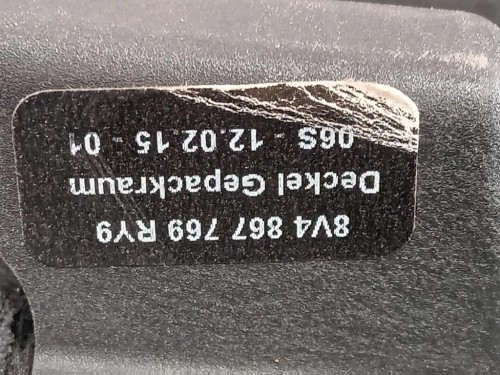 8V4 867 769 RY9
Deckel Gepackraum
06S - 12.02.15 - 01